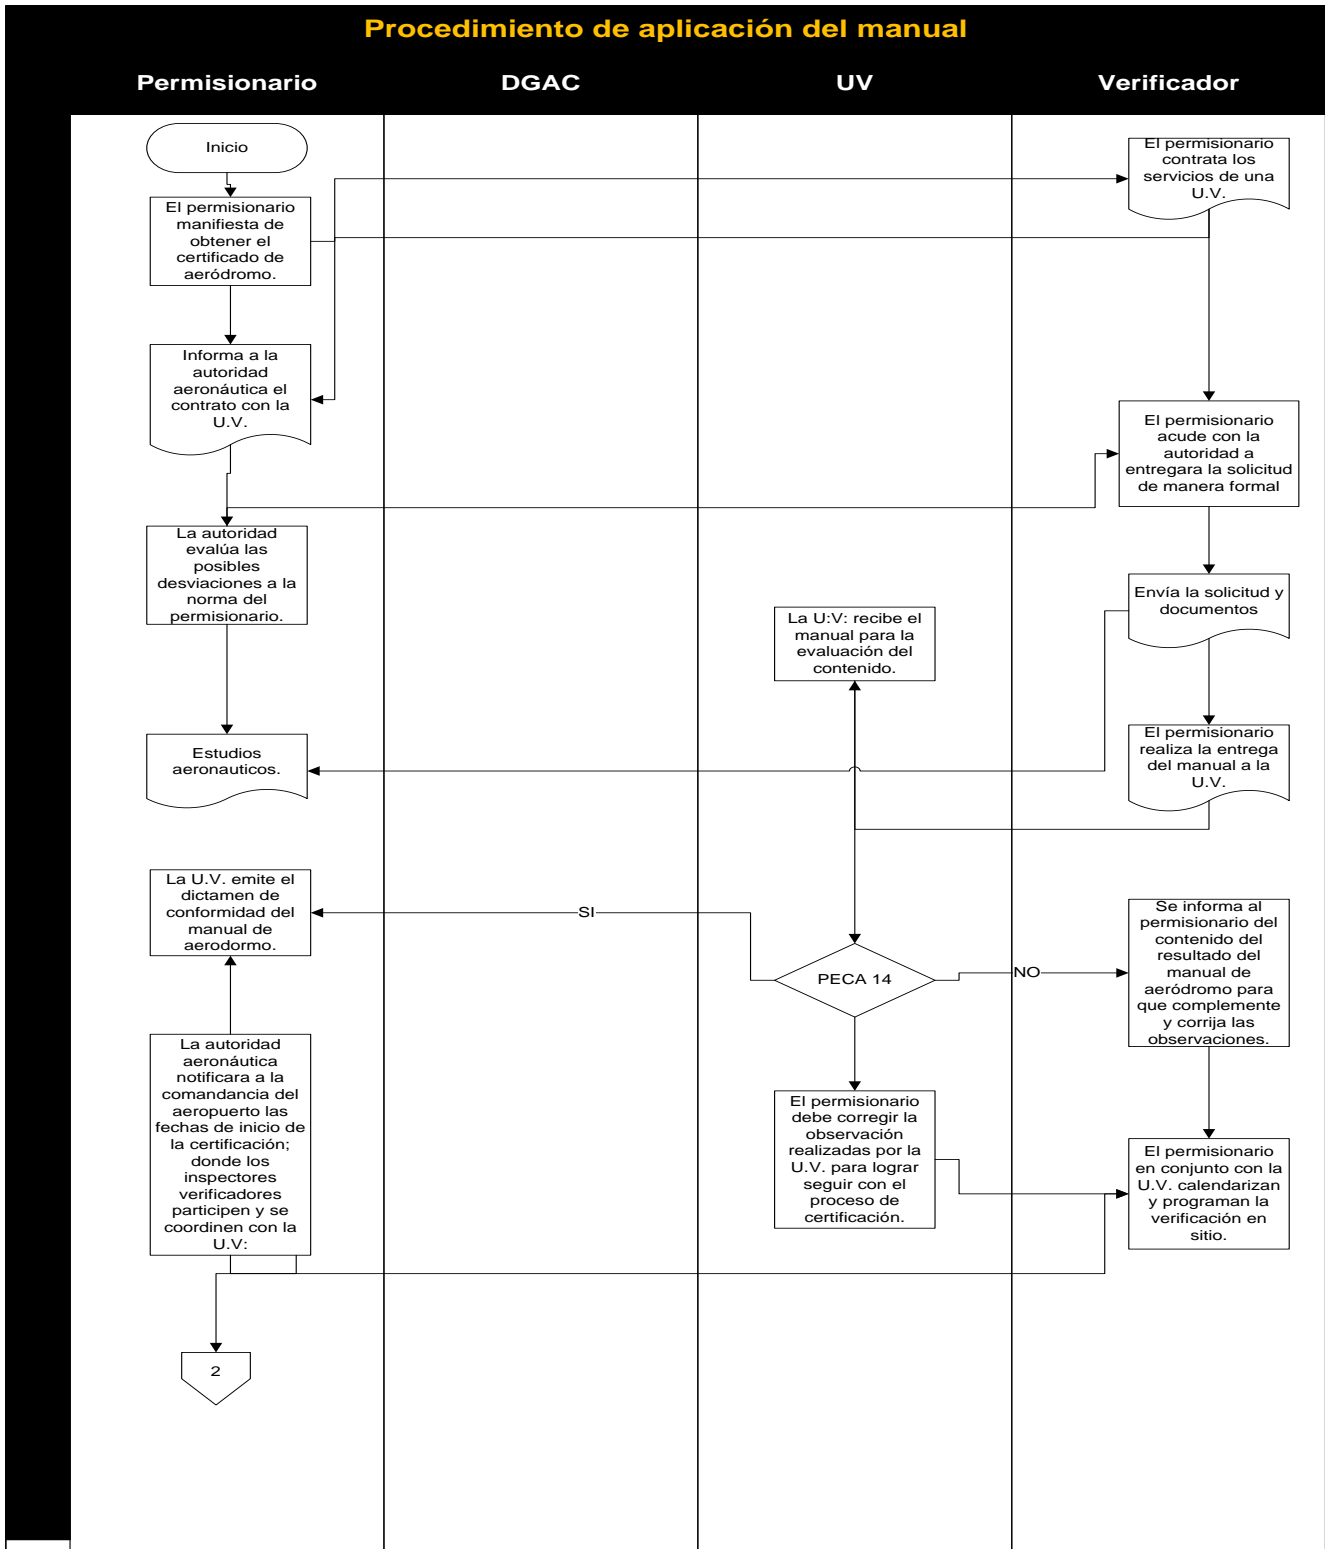 Procedimiento de aplicación del manual
Permisionario
DGAC
UV
Verificador
Inicio
El permisionario
manifiesta de
obtener el
certificado de
aeródromo.
Informa a la
autoridad
aeronáutica el
contrato con la
U.V.
La autoridad
evalúa las
posibles
desviaciones a la
norma del
permisionario.
Estudios
aeronauticos.
La U.V. emite el
dictamen de
conformidad del
manual de
aerodormo.
La autoridad
aeronáutica
notificara a la
comandancia del
aeropuerto las
fechas de inicio de
la certificación;
donde los
inspectores
verificadores
participen y se
coordinen con la
U.V:
2
SI
La U:V: recibe el
manual para la
evaluación del
contenido.
PECA 14
El permisionario
debe corregir la
observación
realizadas por la
U.V. para lograr
seguir con el
proceso de
certificación.
NO
El permisionario
contrata los
servicios de una
U.V.
El permisionario
acude con la
autoridad a
entregara la solicitud
de manera formal
Envía la solicitud y
documentos
El permisionario
realiza la entrega
del manual a la
U.V.
Se informa al
permisionario del
contenido del
resultado del
manual de
aeródromo para
que complemente
y corrija las
observaciones.
El permisionario
en conjunto con la
U.V. calendarizan
y programan la
verificación en
sitio.